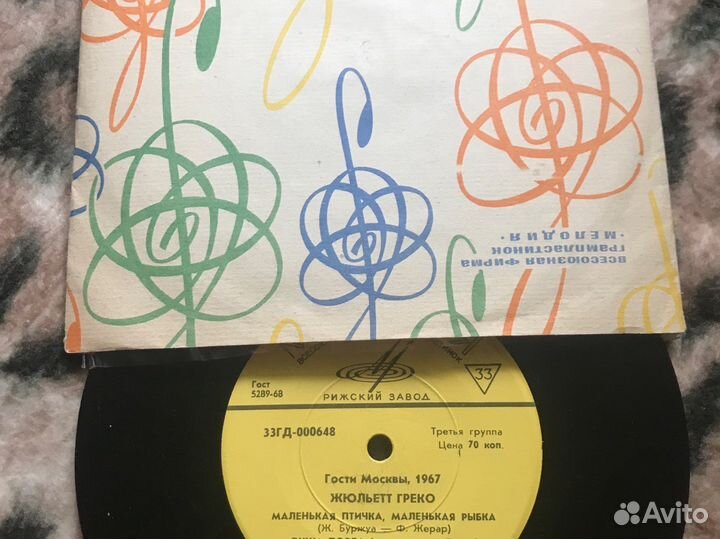 ВСЕСОЮЗНАЯ ФИРМА
ГРАМПЛАСТИНОК
· МЕЛОДИЯ ·
33
РИЖСКИЙ ЗАВОД
Гост
5289-68
33ГД-000648
Третья группа
Цена 70 коп.
Гости Москвы, 1967
ЖЮЛЬЕТТ ГРЕКО
МАЛЕНЬКАЯ ПТИЧКА, МАЛЕНЬКАЯ РЫБКА
(Ж. Буржуа — Ф. Жерар)
Avito